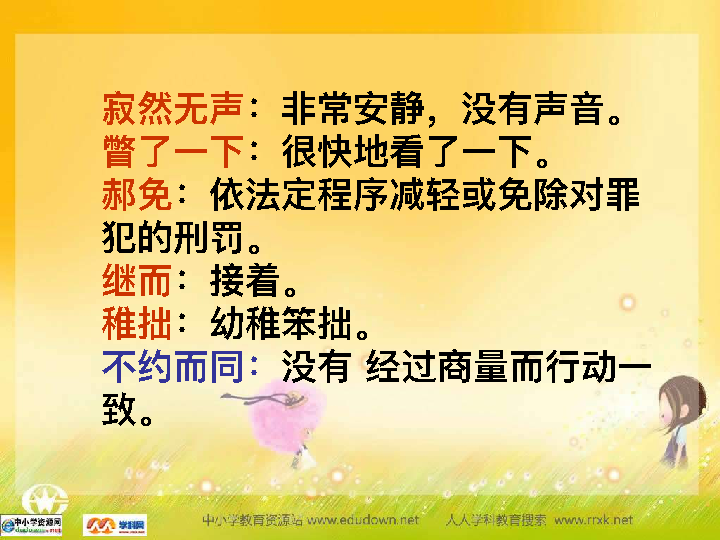 寂然无声：非常安静，没有声音。
瞥了一下：很快地看了一下。
郝免：依法定程序减轻或免除对罪
犯的刑罚。
继而：接着。
稚拙：幼稚笨拙。
不约而同：没有 经过商量而行动一
致。
中小学资源网
学科网
中小学教育资源站 www.edudown.net 人人学科教育搜索 www.rrxk.net